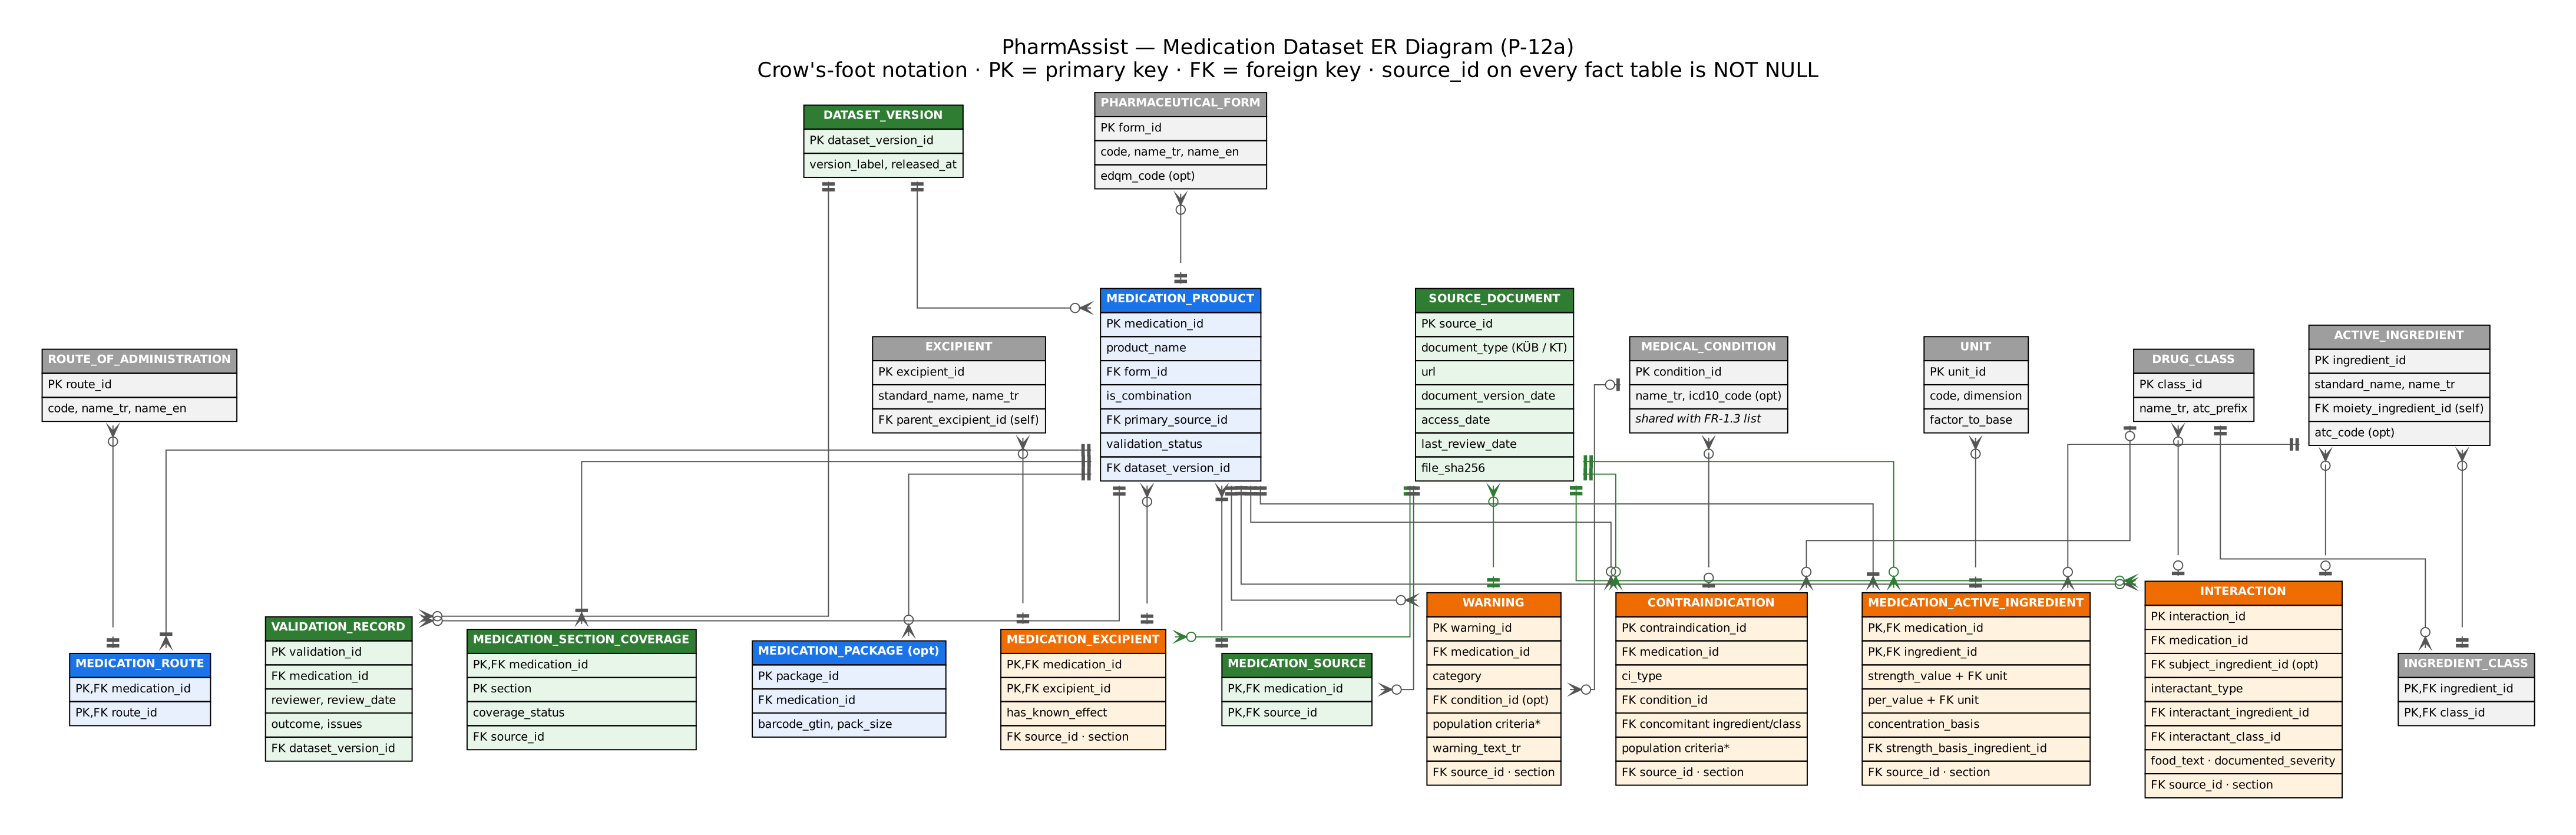 PharmAssist — Medication Dataset ER Diagram (P-12a)
Crow's-foot notation · PK = primary key · FK = foreign key · source_id on every fact table is NOT NULL
DATASET_VERSION
PK dataset_version_id
version_label, released_at
PHARMACEUTICAL_FORM
PK form_id
code, name_tr, name_en
edqm_code (opt)
ROUTE_OF_ADMINISTRATION
PK route_id
code, name_tr, name_en
EXCIPIENT
PK excipient_id
standard_name, name_tr
FK parent_excipient_id (self)
MEDICATION_PRODUCT
PK medication_id
product_name
FK form_id
is_combination
FK primary_source_id
validation_status
FK dataset_version_id
SOURCE_DOCUMENT
PK source_id
document_type (KÜB / KT)
url
document_version_date
access_date
last_review_date
file_sha256
MEDICAL_CONDITION
PK condition_id
name_tr, icd10_code (opt)
shared with FR-1.3 list
UNIT
PK unit_id
code, dimension
factor_to_base
DRUG_CLASS
PK class_id
name_tr, atc_prefix
ACTIVE_INGREDIENT
PK ingredient_id
standard_name, name_tr
FK moiety_ingredient_id (self)
atc_code (opt)
MEDICATION_ROUTE
PK,FK medication_id
PK,FK route_id
VALIDATION_RECORD
PK validation_id
FK medication_id
reviewer, review_date
outcome, issues
FK dataset_version_id
MEDICATION_SECTION_COVERAGE
PK,FK medication_id
PK section
coverage_status
FK source_id
MEDICATION_PACKAGE (opt)
PK package_id
FK medication_id
barcode_gtin, pack_size
MEDICATION_EXCIPIENT
PK,FK medication_id
PK,FK excipient_id
has_known_effect
FK source_id · section
MEDICATION_SOURCE
PK,FK medication_id
PK,FK source_id
WARNING
PK warning_id
FK medication_id
category
FK condition_id (opt)
population criteria*
warning_text_tr
FK source_id · section
CONTRAINDICATION
PK contraindication_id
FK medication_id
ci_type
FK condition_id
FK concomitant ingredient/class
population criteria*
FK source_id · section
MEDICATION_ACTIVE_INGREDIENT
PK,FK medication_id
PK,FK ingredient_id
strength_value + FK unit
per_value + FK unit
concentration_basis
FK strength_basis_ingredient_id
FK source_id · section
INTERACTION
PK interaction_id
FK medication_id
FK subject_ingredient_id (opt)
interactant_type
FK interactant_ingredient_id
FK interactant_class_id
food_text · documented_severity
FK source_id · section
INGREDIENT_CLASS
PK,FK ingredient_id
PK,FK class_id